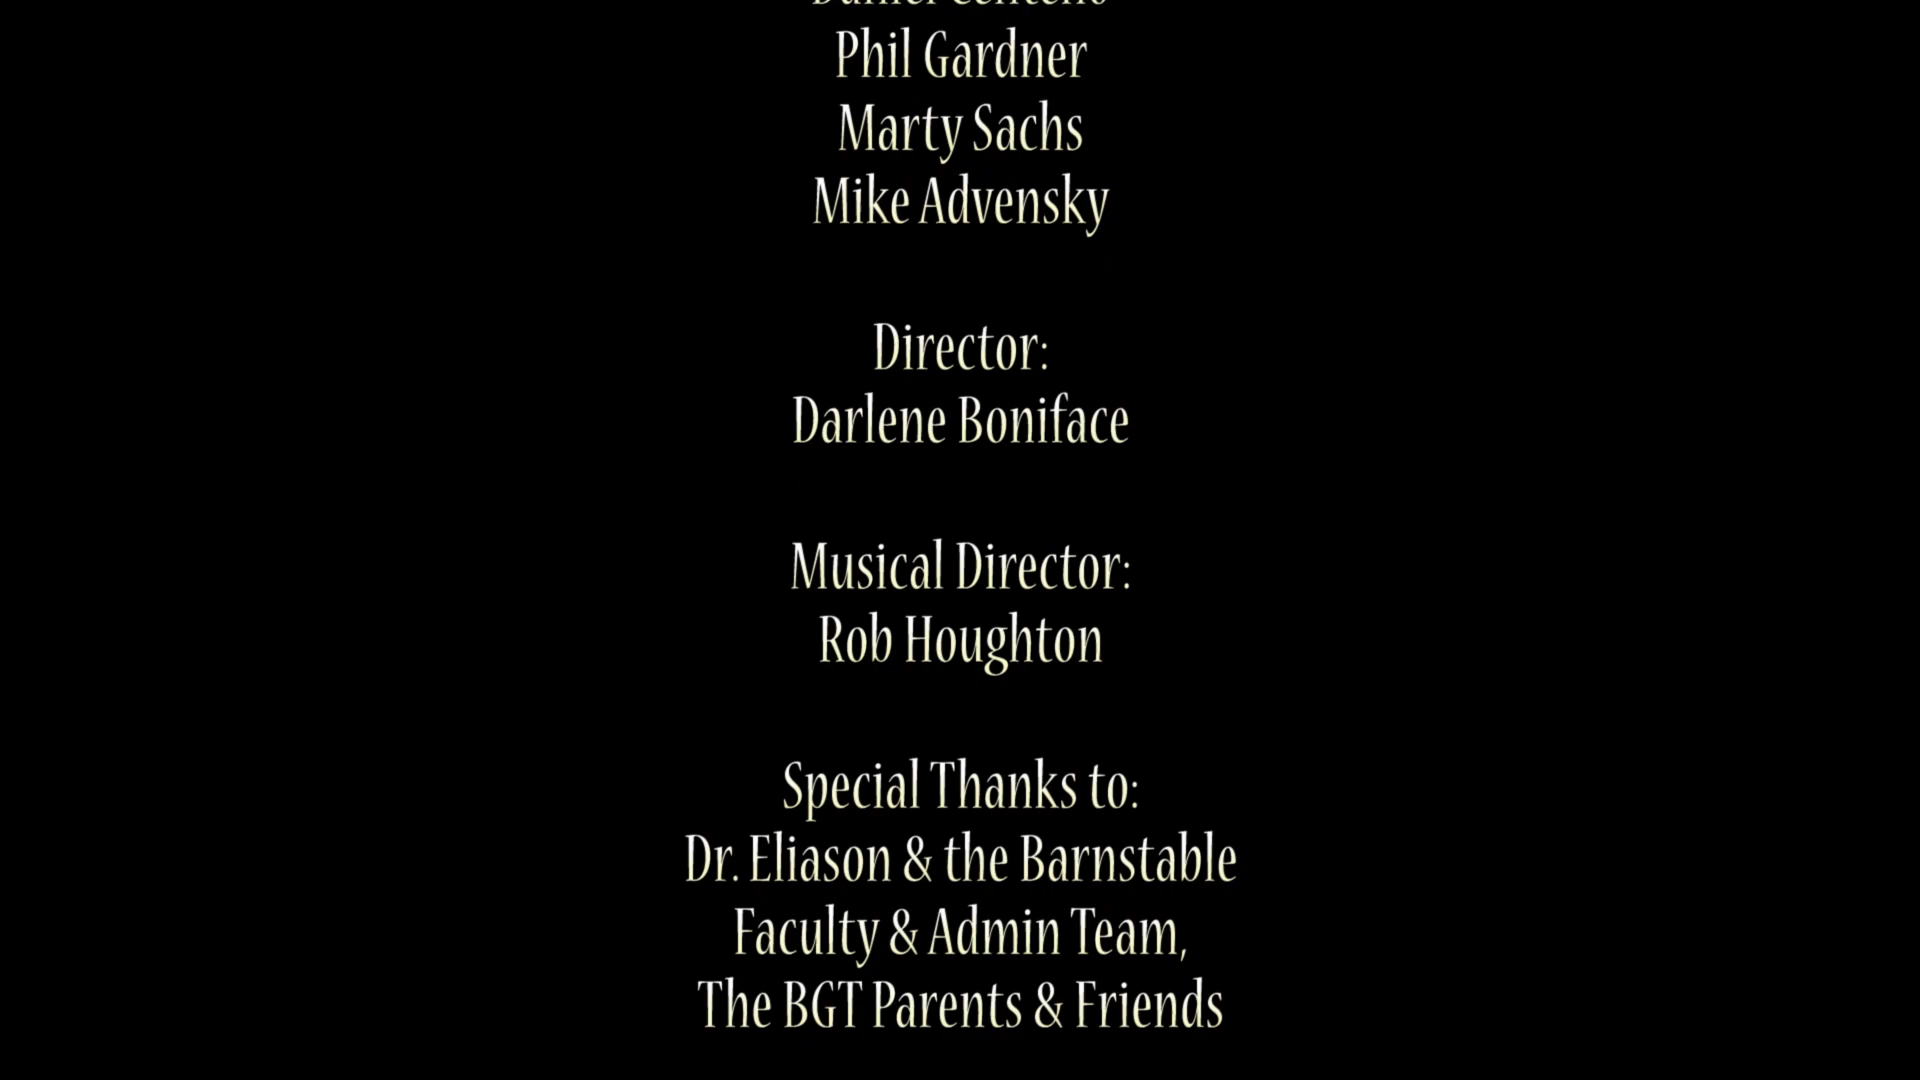 Phil Gardner
Marty Sachs
Mike Advensky
Director:
Darlene Boniface
Musical Director:
Rob Houghton
Special Thanks to:
Dr. Eliason & the Barnstable
Faculty & Admin Team,
The BGT Parents & Friends